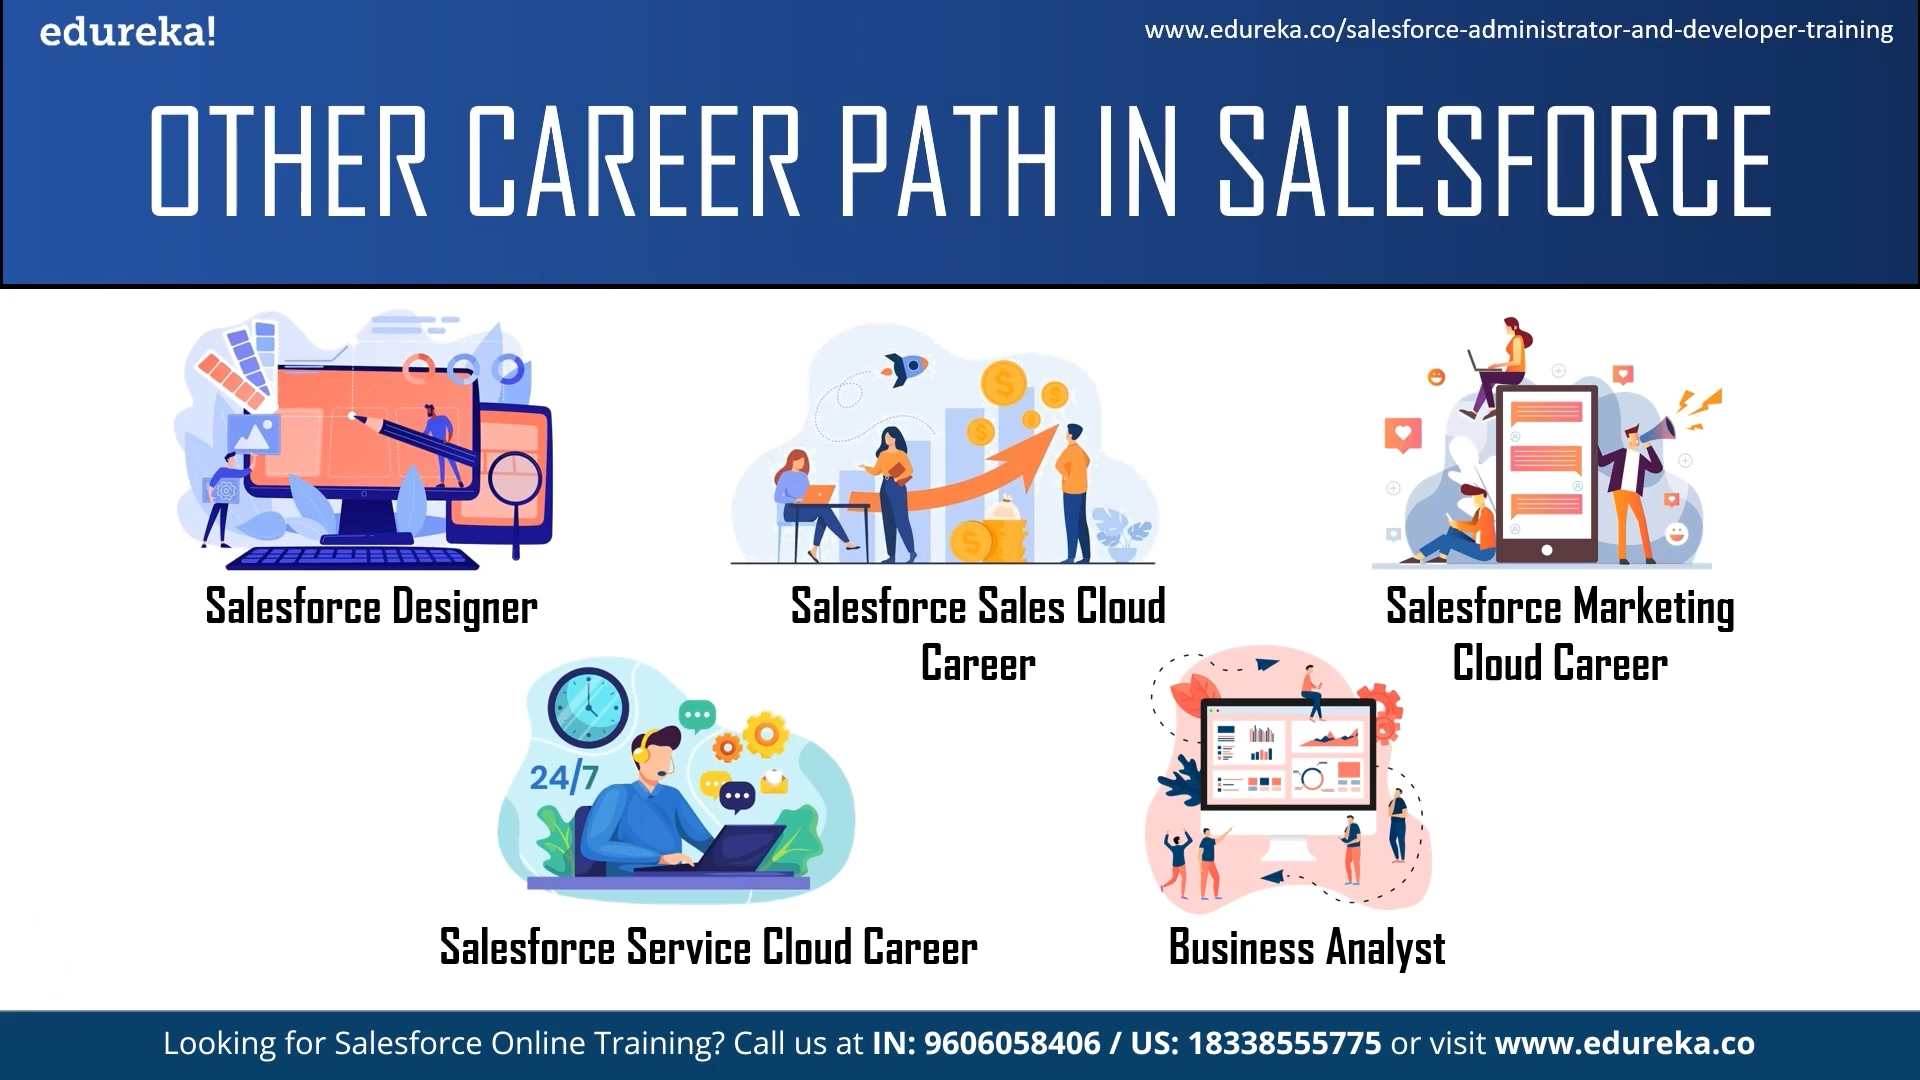 edureka!
www.edureka.co/salesforce-administrator-and-developer-training
OTHER CAREER PATH IN SALESFORCE
Salesforce Designer
Salesforce Sales Cloud
Career
Salesforce Marketing
Cloud Career
24/7
Salesforce Service Cloud Career
Business Analyst
Looking for Salesforce Online Training? Call us at IN: 9606058406 / US: 18338555775 or visit www.edureka.co